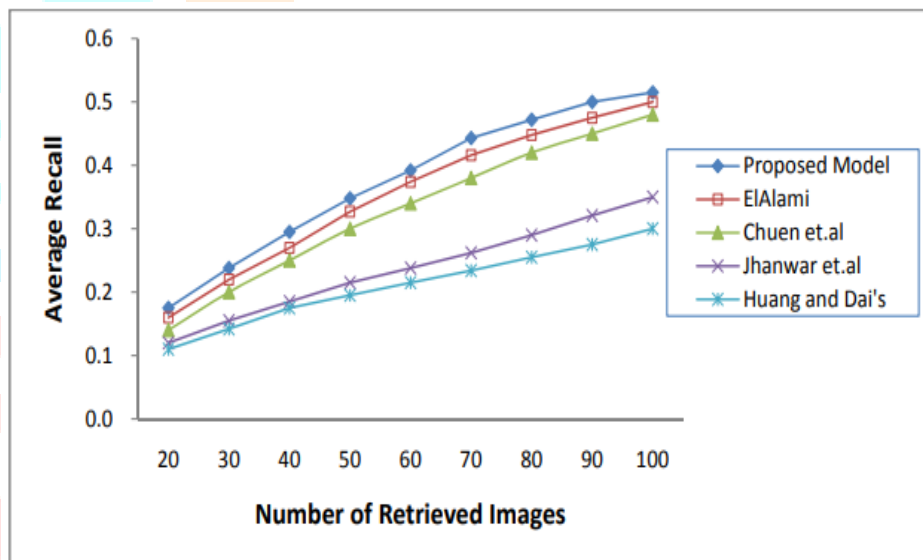 0.6
0.5
0.4
0.3
0.2
0.1
0.0
Average Recall
20 30 40 50 60 70 80 90 100
Number of Retrieved Images
Proposed Model
ElAlami
Chuen et.al
Jhanwar et.al
Huang and Dai's